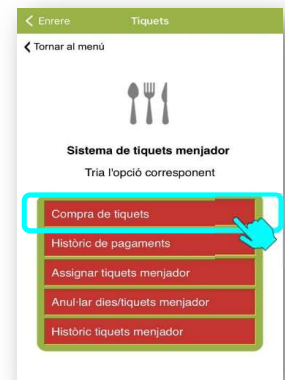 Enrere Tiquets
Tornar al menú
Sistema de tiquets menjador
Tria l'opció corresponent
Compra de tiquets
Històric de pagaments
Assignar tiquets menjador
Anul·lar dies/tiquets menjador
Històric tiquets menjador